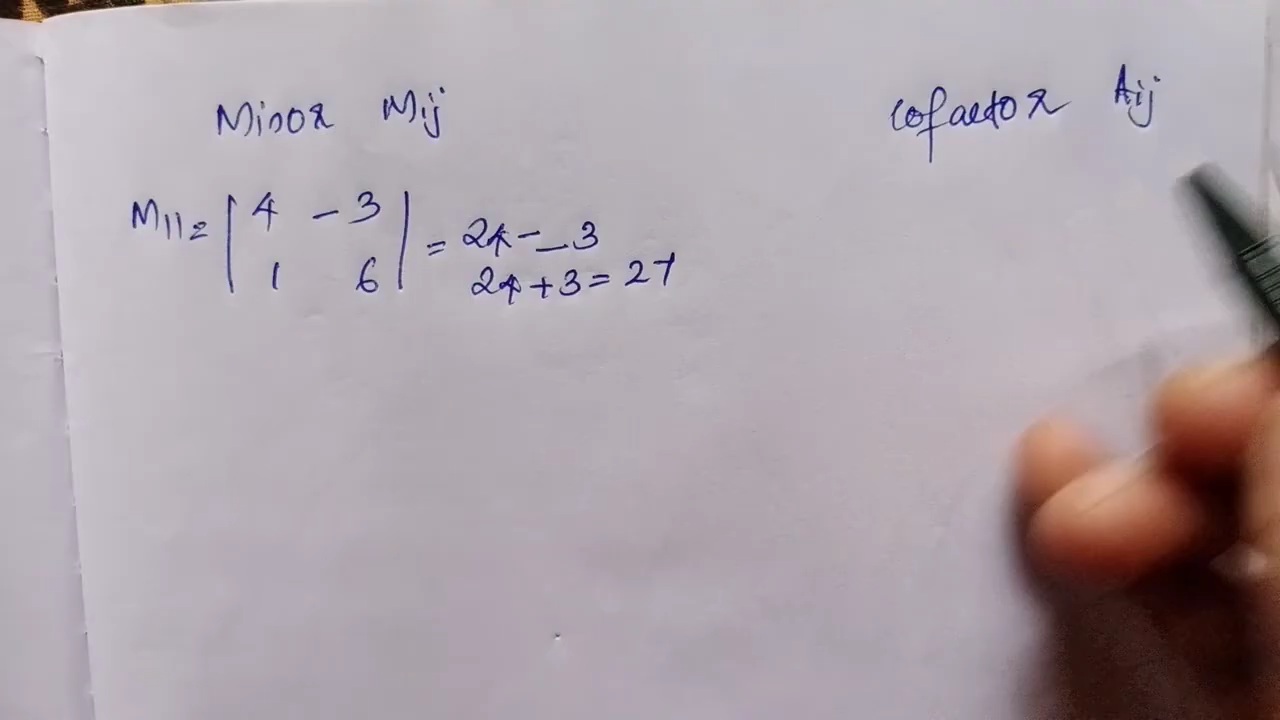 Minor Mij
cofactor Aij
M11 = | 4 -3 | = 24 - -3
| 1 6 | 24 + 3 = 27